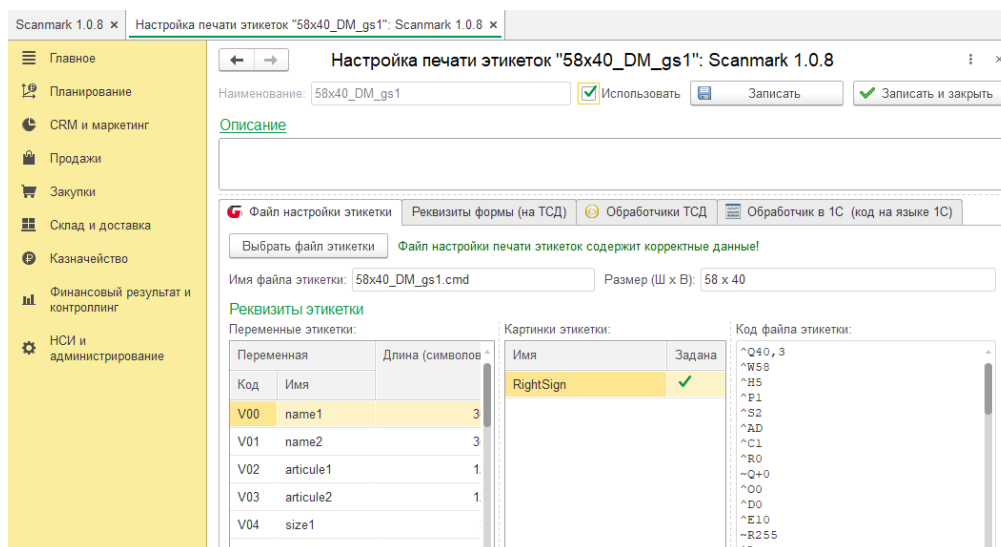 Scanmark 1.0.8 × Настройка печати этикеток "58x40_DM_gs1": Scanmark 1.0.8 ×
Главное
Планирование
CRM и маркетинг
Продажи
Закупки
Склад и доставка
Казначейство
Финансовый результат и
контроллинг
НСИ и
администрирование
Настройка печати этикеток "58x40_DM_gs1": Scanmark 1.0.8
Наименование: 58x40_DM_gs1 Использовать Записать Записать и закрыть
Описание
Файл настройки этикетки Реквизиты формы (на ТСД) Обработчики ТСД Обработчик в 1С (код на языке 1С)
Выбрать файл этикетки Файл настройки печати этикеток содержит корректные данные!
Имя файла этикетки: 58x40_DM_gs1.cmd Размер (Ш x В): 58 x 40
Реквизиты этикетки
Переменные этикетки: Картинки этикетки: Код файла этикетки:
Переменная Длина (символов Имя Задана
Код Имя
V00 name1 3
V01 name2 3
V02 articule1 1
V03 articule2 1
V04 size1
RightSign
^Q40,3
^W58
^H5
^P1
^S2
^AD
^C1
^R0
~Q+0
^O0
^D0
^E10
~R255